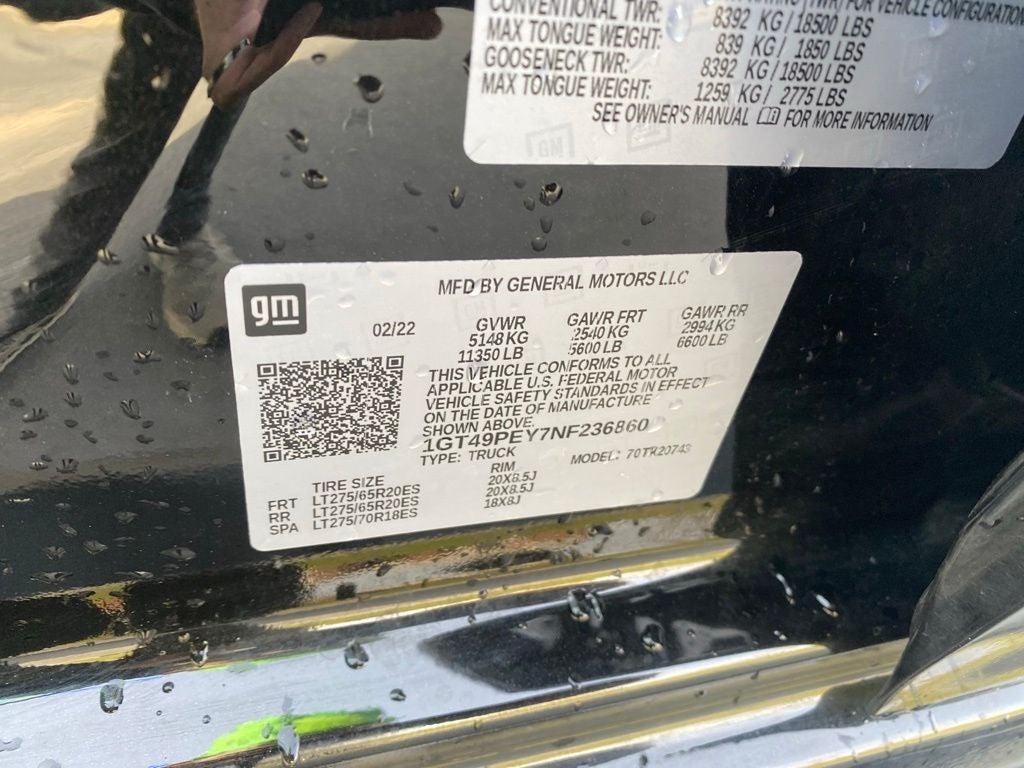 CONVENTIONAL TWR: 8392 KG/18500 LBS
MAX TONGUE WEIGHT: 839 KG/ 1850 LBS
GOOSENECK TWR: 8392 KG/18500 LBS
MAX TONGUE WEIGHT: 1259 KG/ 2775 LBS
SEE OWNER'S MANUAL FOR MORE INFORMATION
GM
gm
MFD BY GENERAL MOTORS LLC
02/22 GVWR GAWR FRT GAWR RR
5148 KG 2540 KG 2994 KG
11350 LB 5600 LB 6600 LB
THIS VEHICLE CONFORMS TO ALL
APPLICABLE U.S. FEDERAL MOTOR
VEHICLE SAFETY STANDARDS IN EFFECT
ON THE DATE OF MANUFACTURE
SHOWN ABOVE.
1GT49PEY7NF236860
TYPE: TRUCK MODEL: 70TK20743
TIRE SIZE RIM
FRT LT275/65R20ES 20X8.5J
RR LT275/65R20ES 20X8.5J
SPA LT275/70R18ES 18X8J